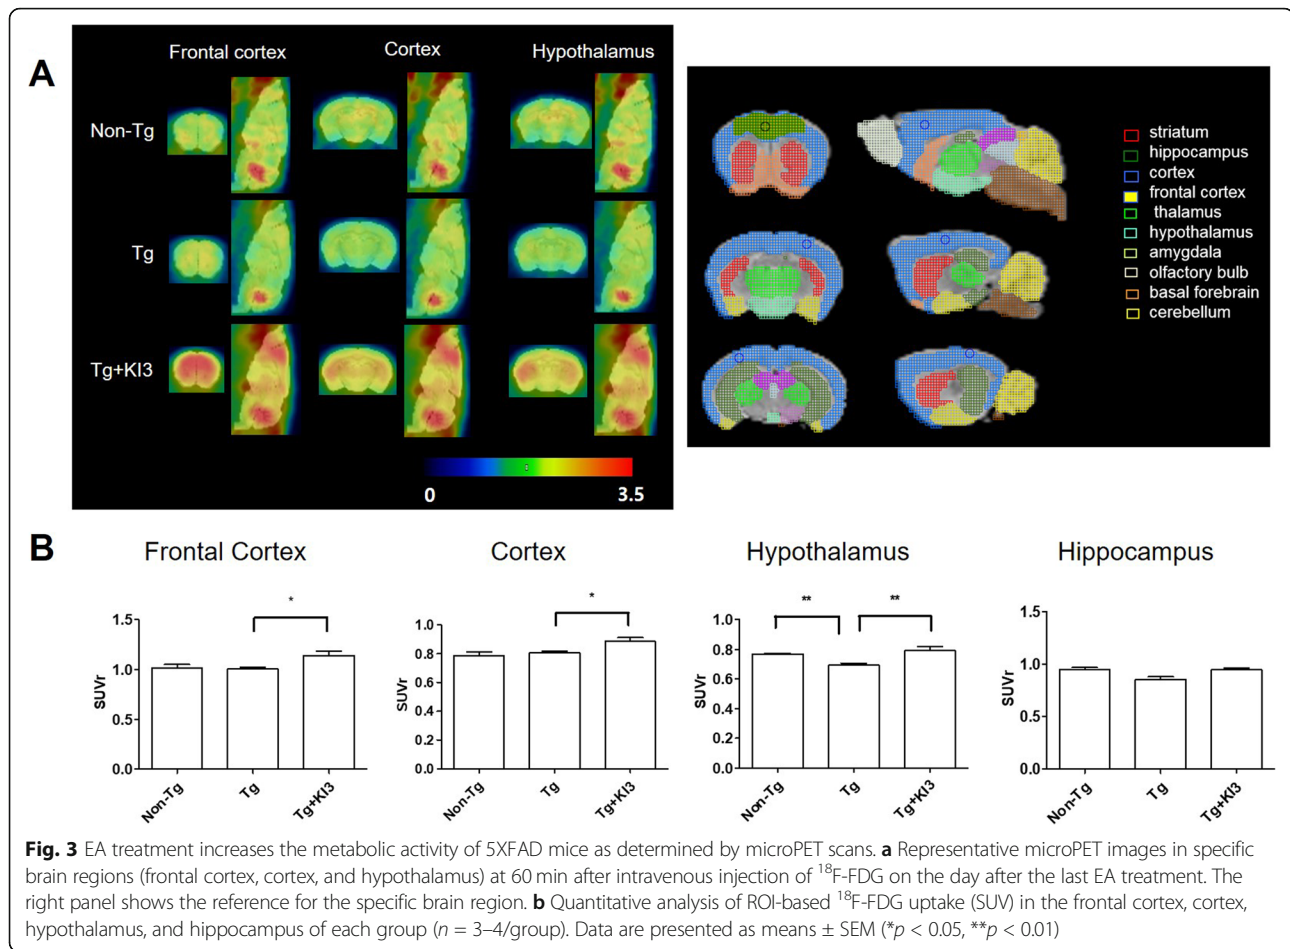 A
Frontal cortex
Cortex
Hypothalamus
Non-Tg
Tg
Tg+KI3
0
3.5
striatum
hippocampus
cortex
frontal cortex
thalamus
hypothalamus
amygdala
olfactory bulb
basal forebrain
cerebellum
B
Frontal Cortex
*
SUVr
1.5
1.0
0.5
0.0
Non-Tg
Tg
Tg+KI3
Cortex
*
SUVr
1.0
0.8
0.6
0.4
0.2
0.0
Non-Tg
Tg
Tg+KI3
Hypothalamus
**
**
SUVr
1.0
0.8
0.6
0.4
0.2
0.0
Non-Tg
Tg
Tg+KI3
Hippocampus
SUVr
1.5
1.0
0.5
0.0
Non-Tg
Tg
Tg+KI3
Fig. 3 EA treatment increases the metabolic activity of 5XFAD mice as determined by microPET scans. a Representative microPET images in specific
brain regions (frontal cortex, cortex, and hypothalamus) at 60 min after intravenous injection of ¹⁸F-FDG on the day after the last EA treatment. The
right panel shows the reference for the specific brain region. b Quantitative analysis of ROI-based ¹⁸F-FDG uptake (SUV) in the frontal cortex, cortex,
hypothalamus, and hippocampus of each group (n = 3–4/group). Data are presented as means ± SEM (*p < 0.05, **p < 0.01)